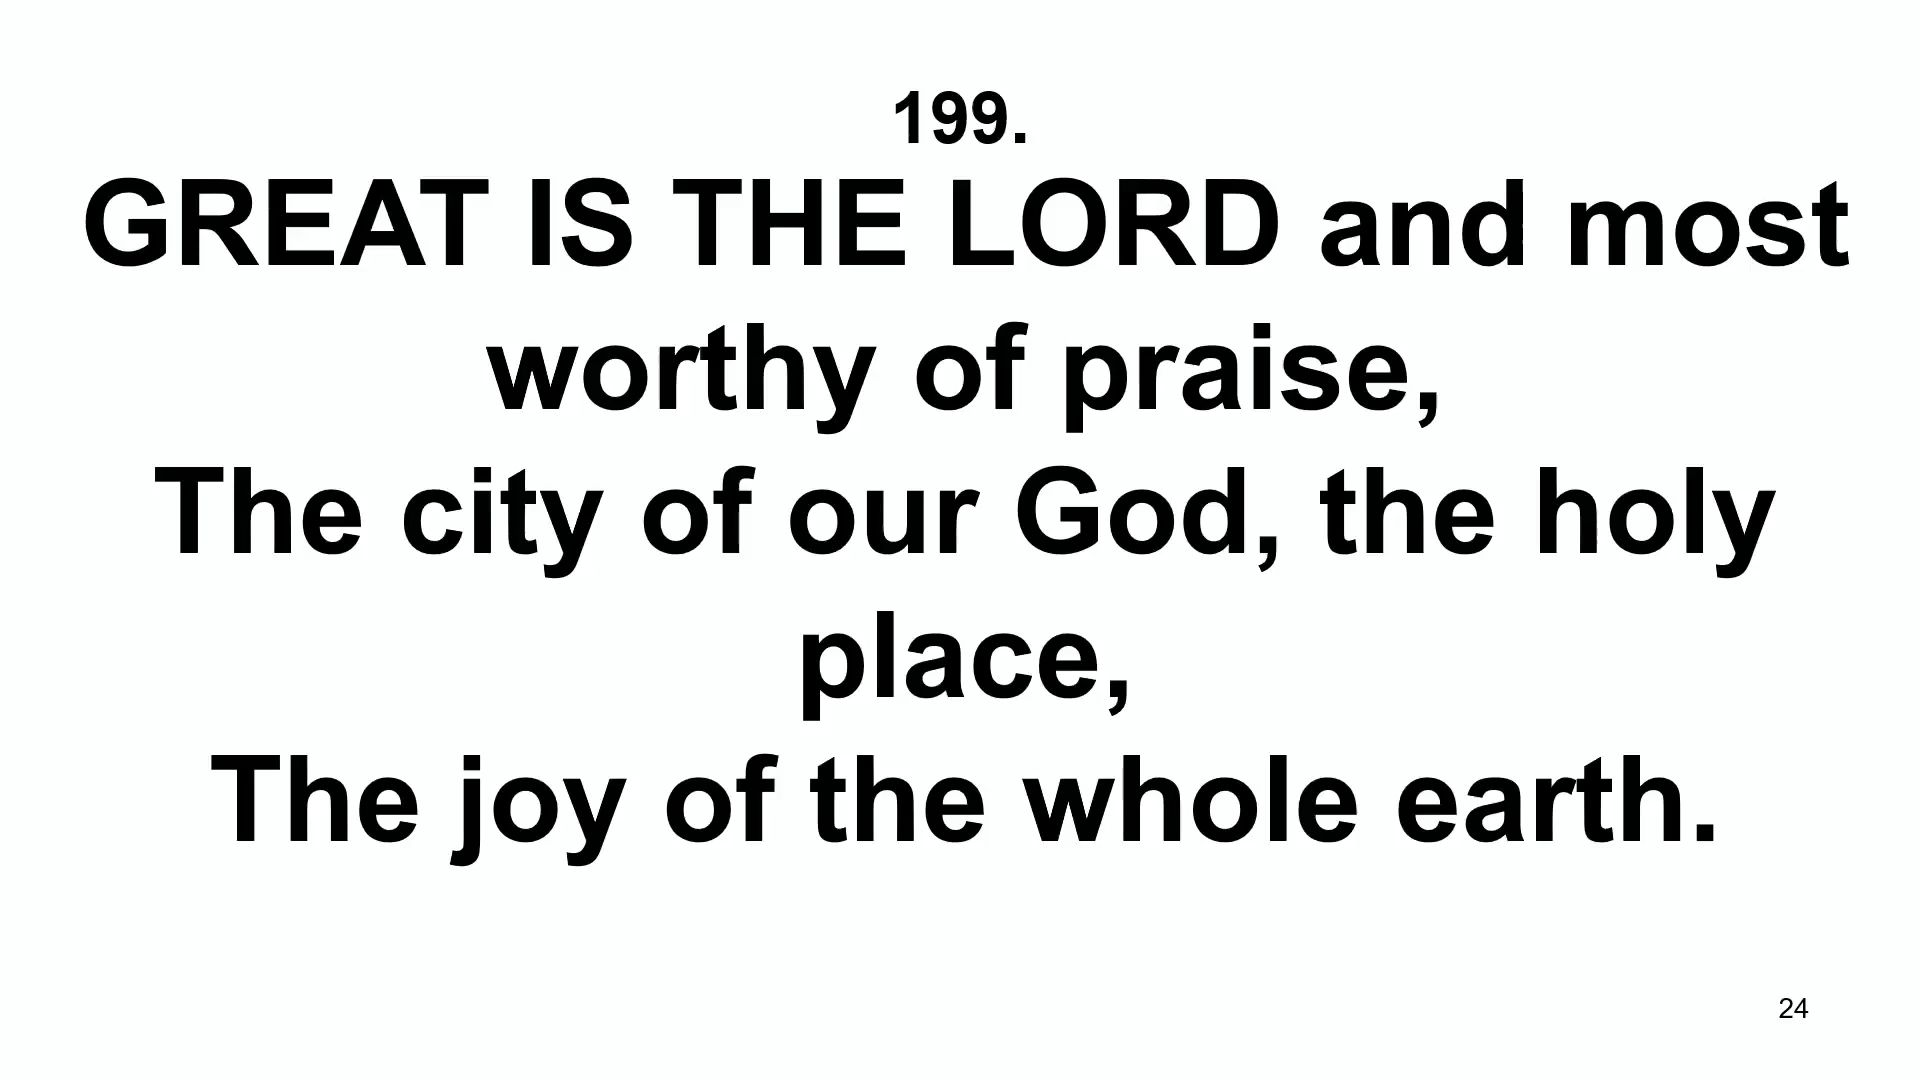 199.
GREAT IS THE LORD and most
worthy of praise,
The city of our God, the holy
place,
The joy of the whole earth.
24